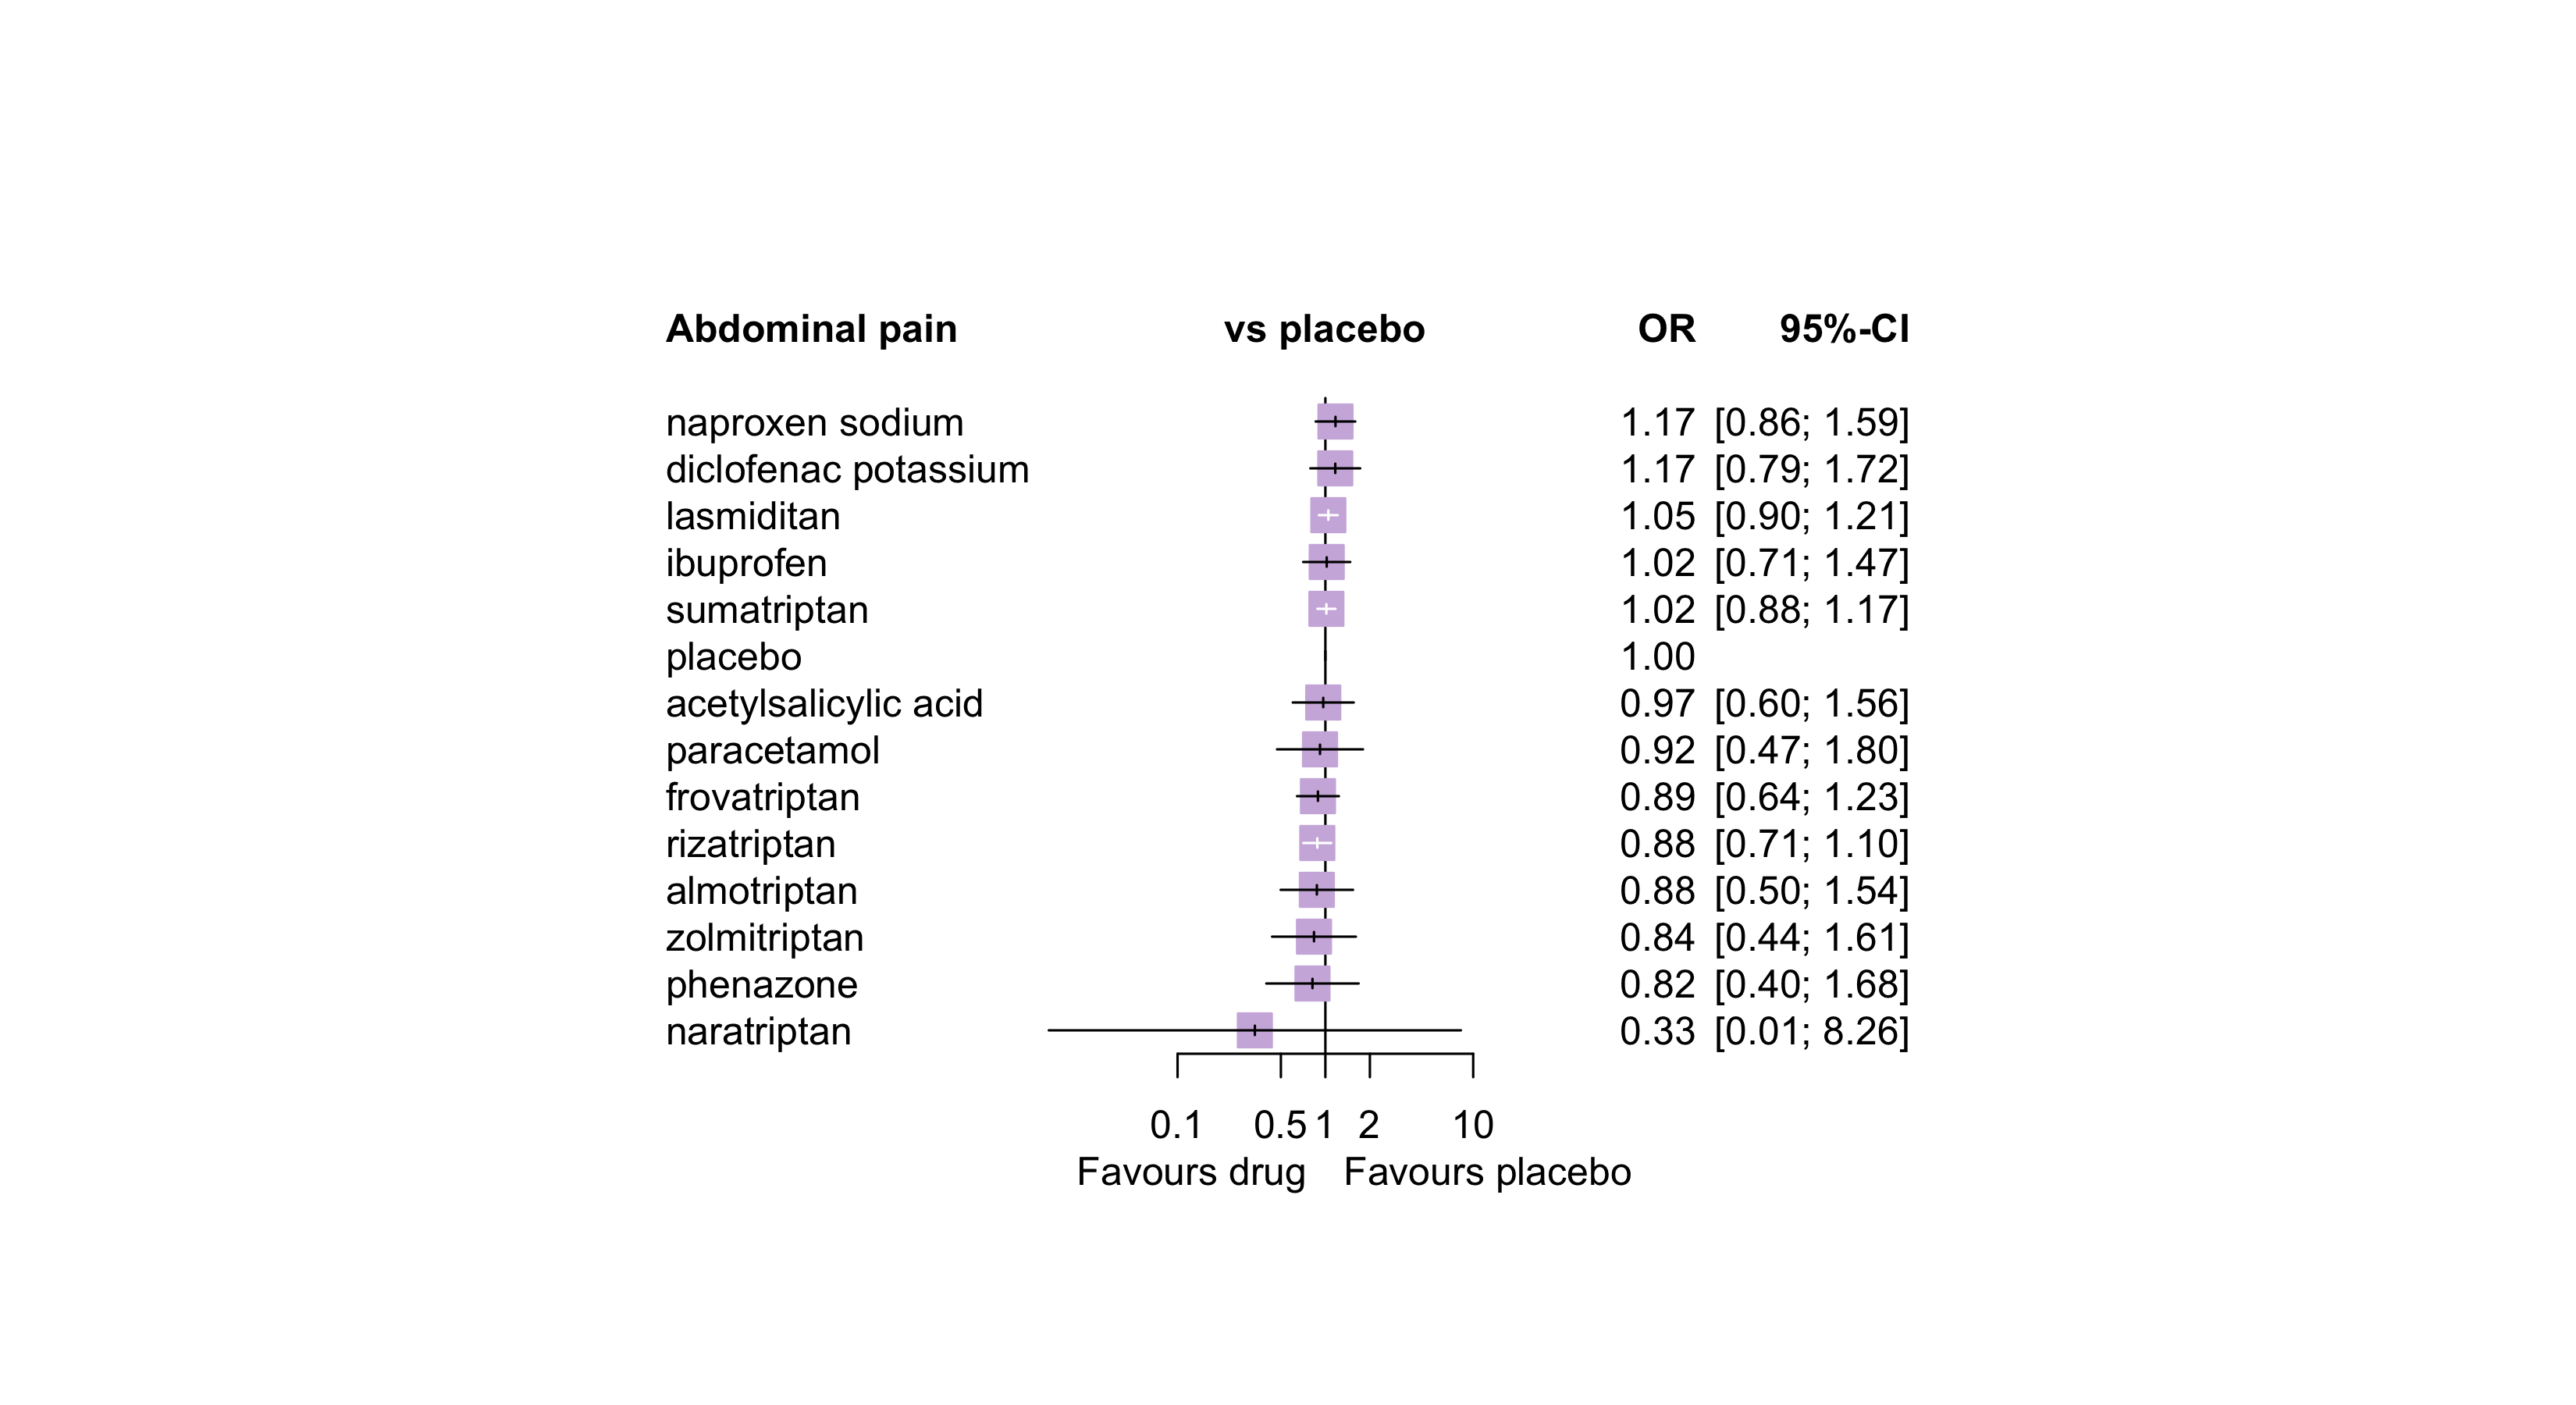 Abdominal pain vs placebo OR 95%-CI
naproxen sodium 1.17 [0.86; 1.59]
diclofenac potassium 1.17 [0.79; 1.72]
lasmiditan 1.05 [0.90; 1.21]
ibuprofen 1.02 [0.71; 1.47]
sumatriptan 1.02 [0.88; 1.17]
placebo 1.00
acetylsalicylic acid 0.97 [0.60; 1.56]
paracetamol 0.92 [0.47; 1.80]
frovatriptan 0.89 [0.64; 1.23]
rizatriptan 0.88 [0.71; 1.10]
almotriptan 0.88 [0.50; 1.54]
zolmitriptan 0.84 [0.44; 1.61]
phenazone 0.82 [0.40; 1.68]
naratriptan 0.33 [0.01; 8.26]
0.1 0.5 1 2 10
Favours drug Favours placebo